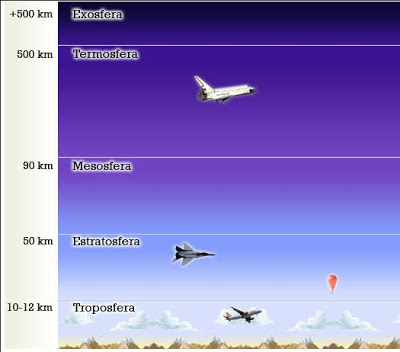 +500 km Exosfera
500 km Termosfera
90 km Mesosfera
50 km Estratosfera
10-12 km Troposfera